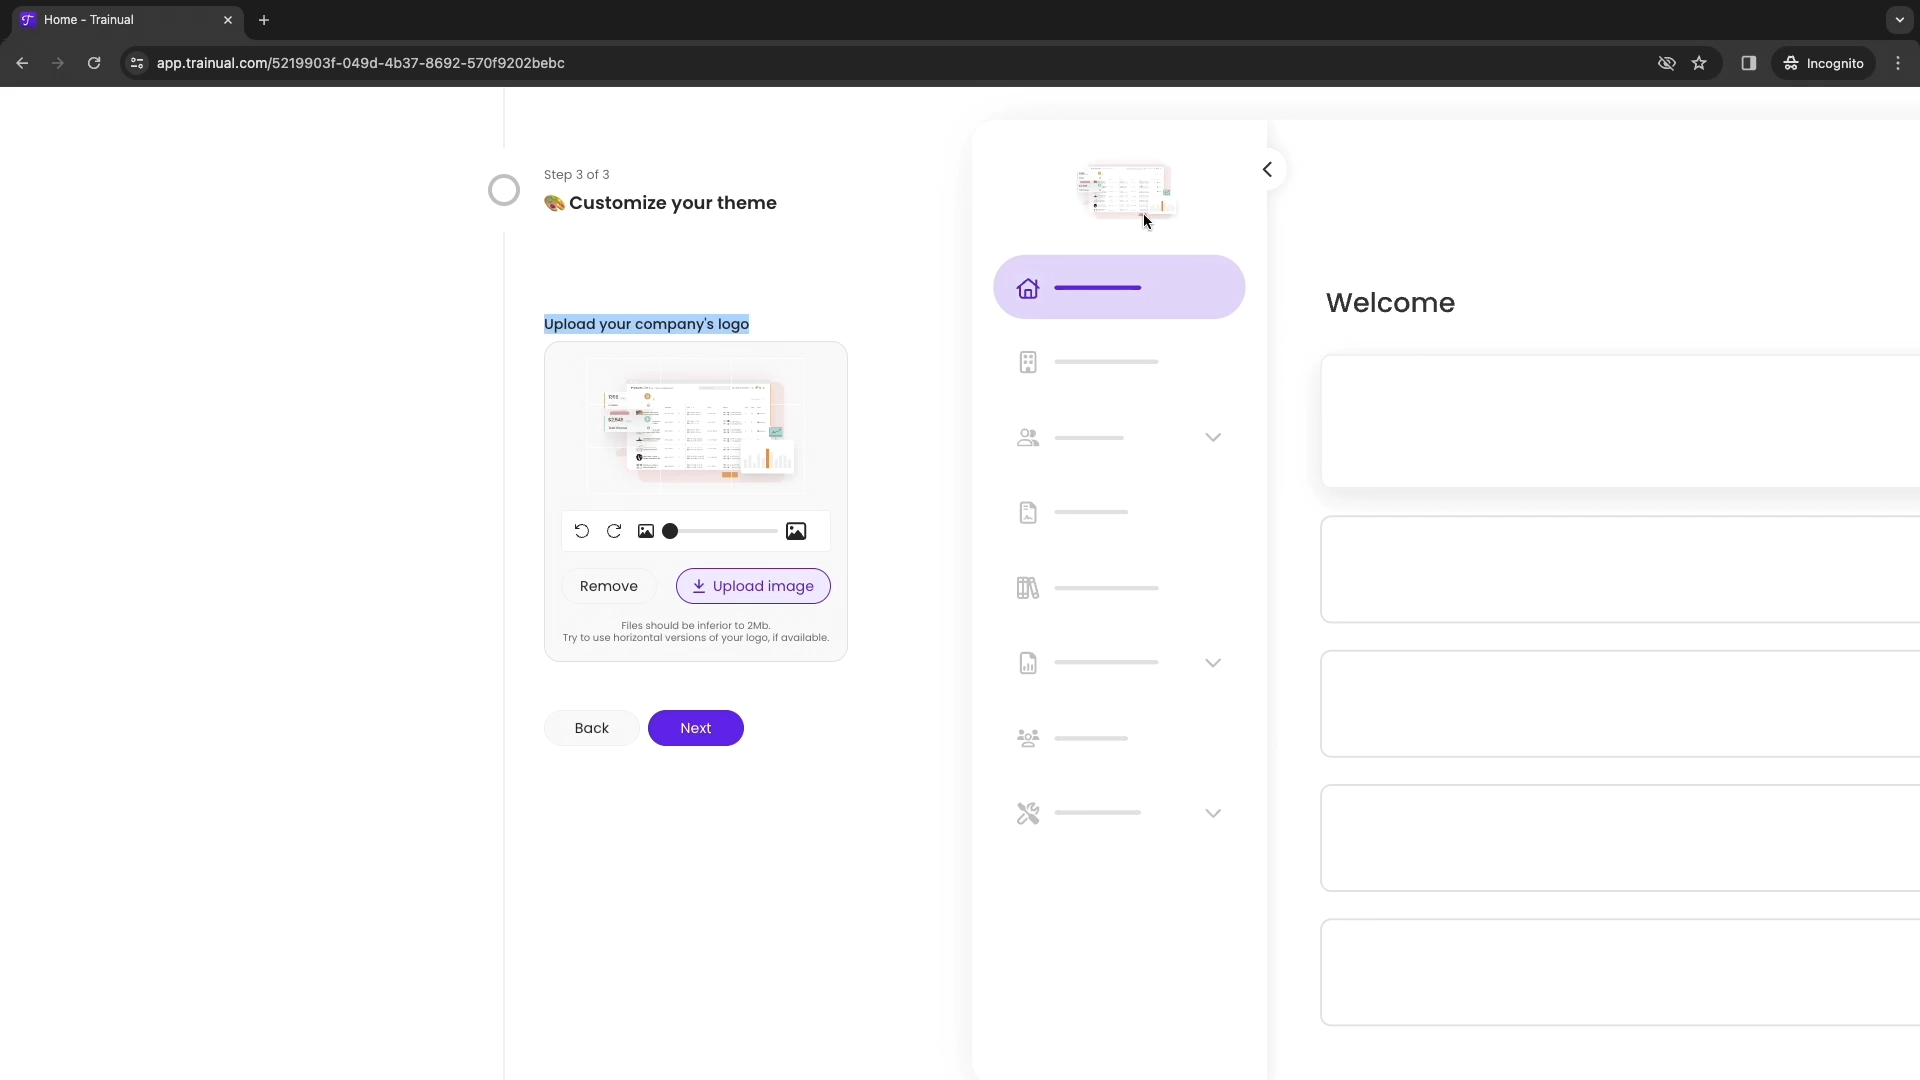 Home - Trainual
app.trainual.com/5219903f-049d-4b37-8692-570f9202bebc
Incognito
Step 3 of 3
Customize your theme
Upload your company's logo
Remove
Upload image
Files should be inferior to 2Mb.
Try to use horizontal versions of your logo, if available.
Back
Next
Welcome